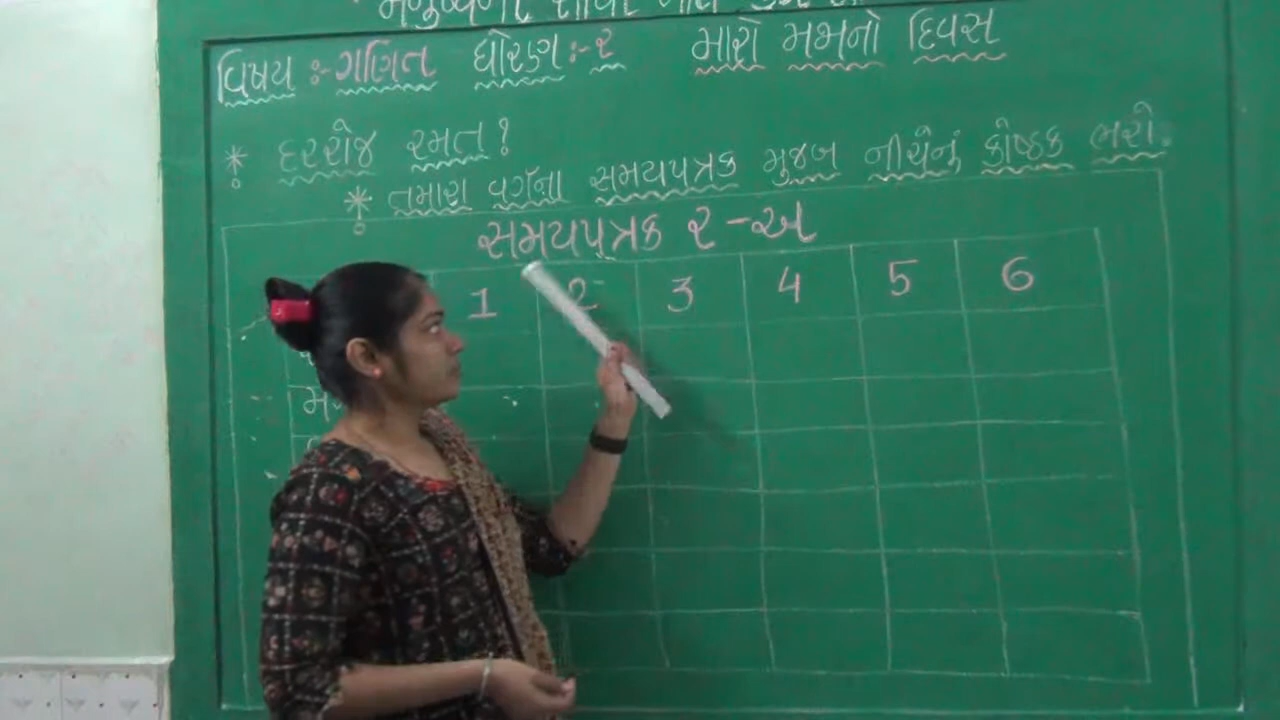 વિષય :- ગણિત ધોરણ :- ૨ મારો મઝાનો દિવસ
* દરરોજ રમત !
* તમારા વર્ગના સમયપત્રક મુજબ નીચેનું કોષ્ટક ભરો.
સમયપત્રક ૨ - અ
1 2 3 4 5 6